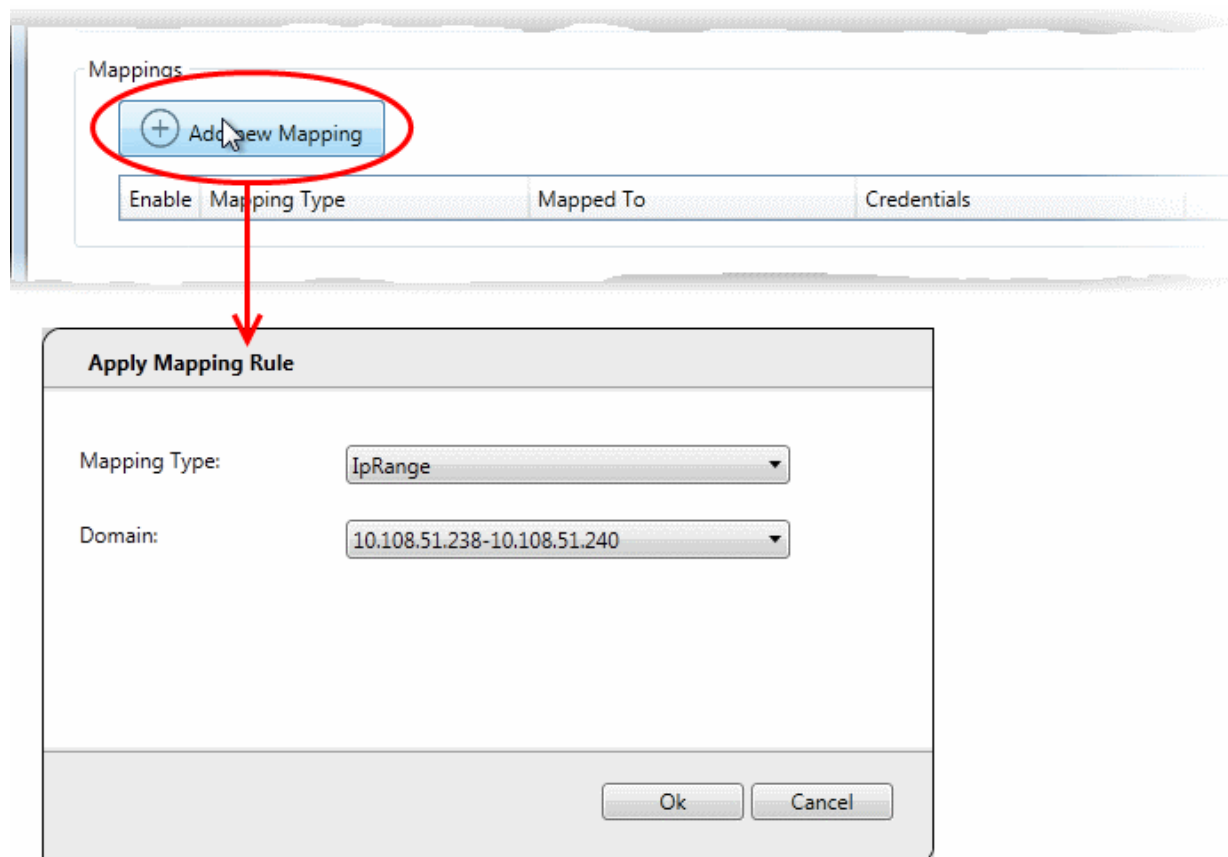 Mappings
Add new Mapping
Enable Mapping Type Mapped To Credentials
Apply Mapping Rule
Mapping Type: IpRange
Domain: 10.108.51.238-10.108.51.240
Ok Cancel